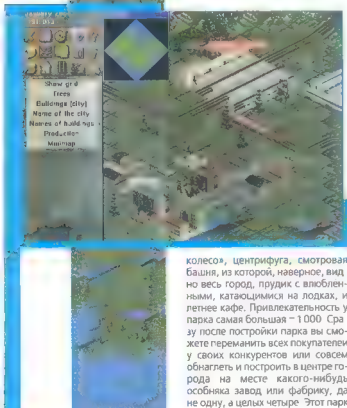 Show grid
Trees
Buildings (city)
Name of the city
Names of buildings
Production
Minimap
колесо», центрифуга, смотровая
башня, из которой, наверное, вид
но весь город, прудик с влюблен-
ными, катающимися на лодках, и
летнее кафе. Привлекательность у
парка самая большая – 1000 Сра
зу после постройки парка вы смо-
жете переманить всех покупателей
у своих конкурентов или совсем
обнаглеть и построить в центре го-
рода на месте какого-нибудь
особняка завод или фабрику, да
не одну, а целых четыре Этот парк